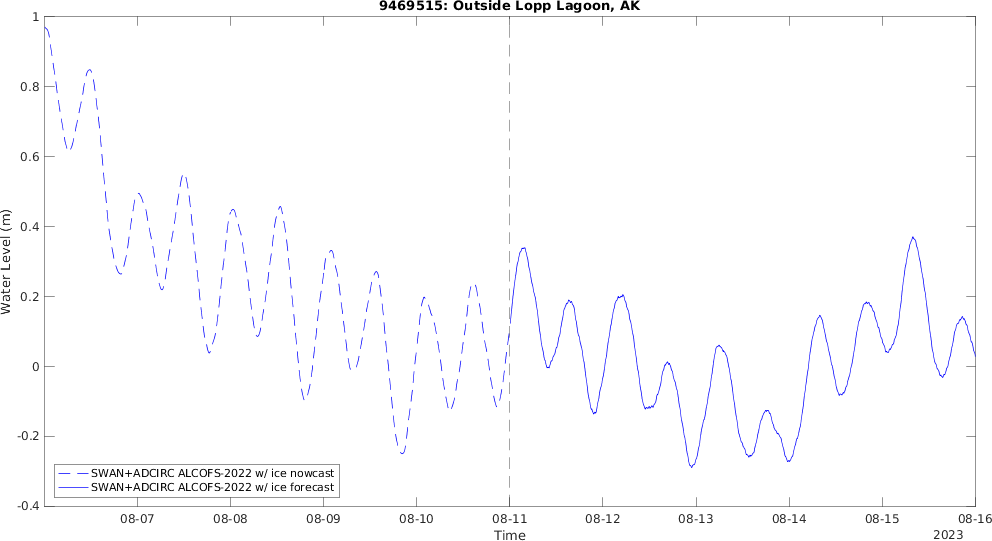 9469515: Outside Lopp Lagoon, AK
1
0.8
0.6
0.4
0.2
0
-0.2
-0.4
Water Level (m)
SWAN+ADCIRC ALCOFS-2022 w/ ice nowcast
SWAN+ADCIRC ALCOFS-2022 w/ ice forecast
08-07 08-08 08-09 08-10 08-11 08-12 08-13 08-14 08-15 08-16
Time
2023